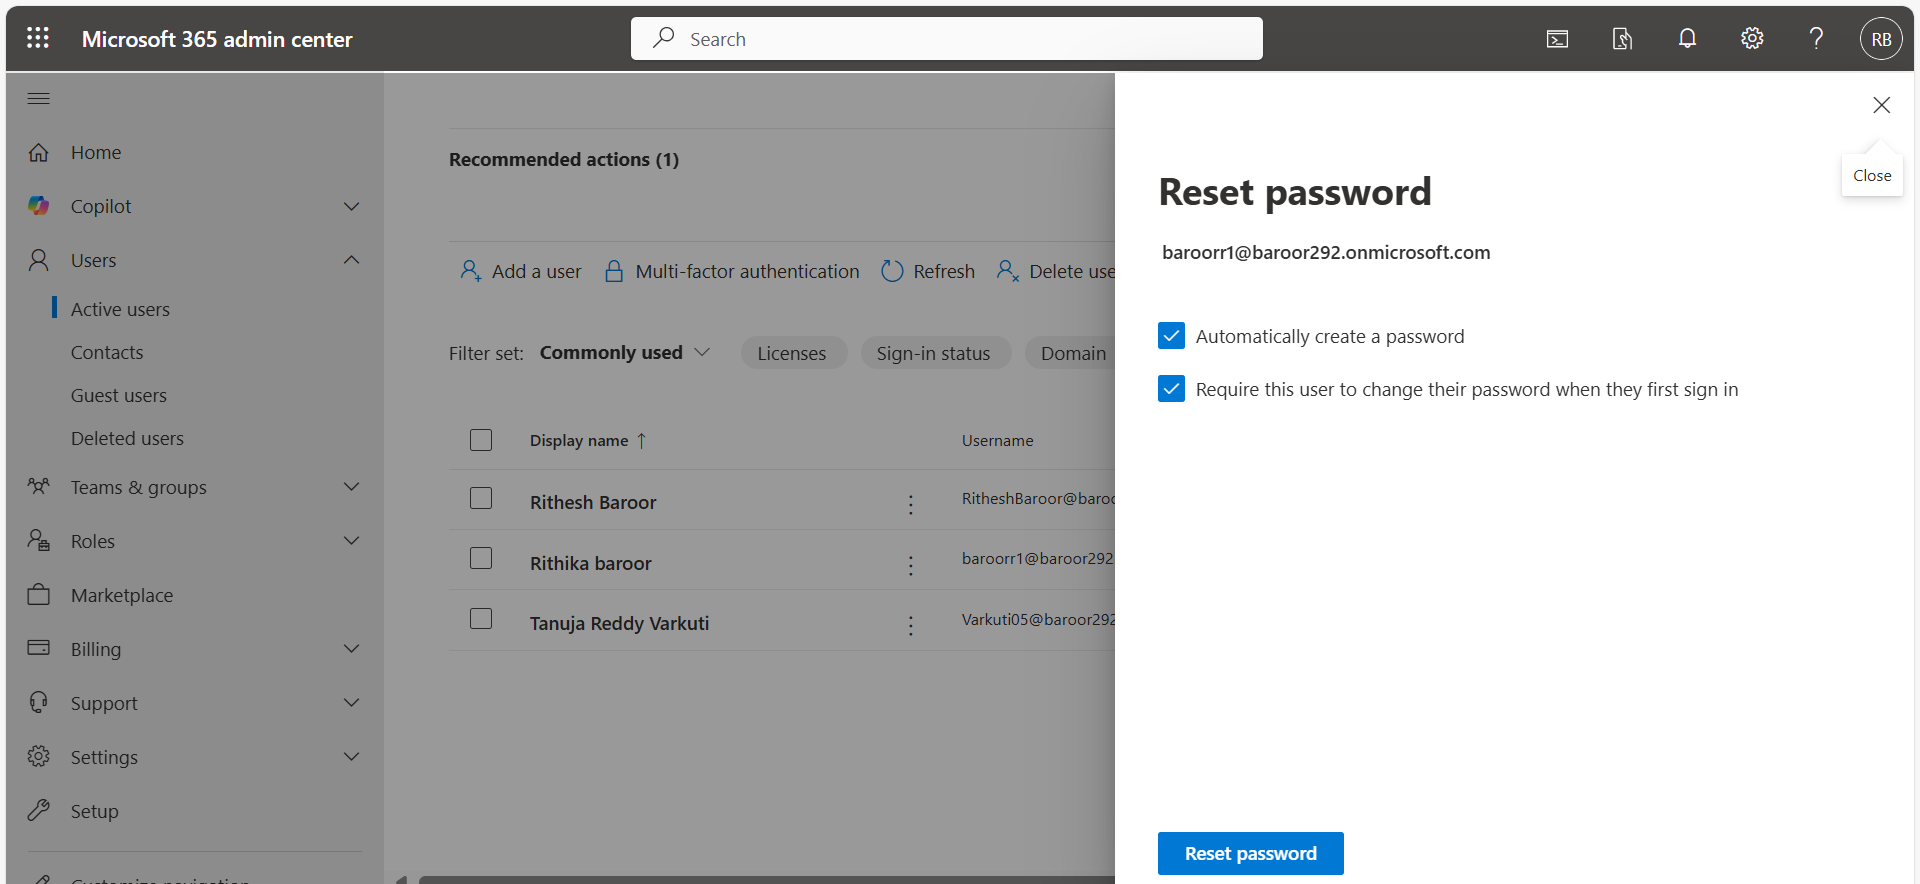 Microsoft 365 admin center
Search
RB
Home
Copilot
Users
Active users
Contacts
Guest users
Deleted users
Teams & groups
Roles
Marketplace
Billing
Support
Settings
Setup
Customize navigation
Recommended actions (1)
Add a user Multi-factor authentication Refresh Delete
Filter set: Commonly used Licenses Sign-in status Domain
Display name ↑ Username
Rithesh Baroor RitheshBaroor@baroo
Rithika baroor baroorr1@baroor292
Tanuja Reddy Varkuti Varkuti05@baroor292
Close
Reset password
baroorr1@baroor292.onmicrosoft.com
Automatically create a password
Require this user to change their password when they first sign in
Reset password